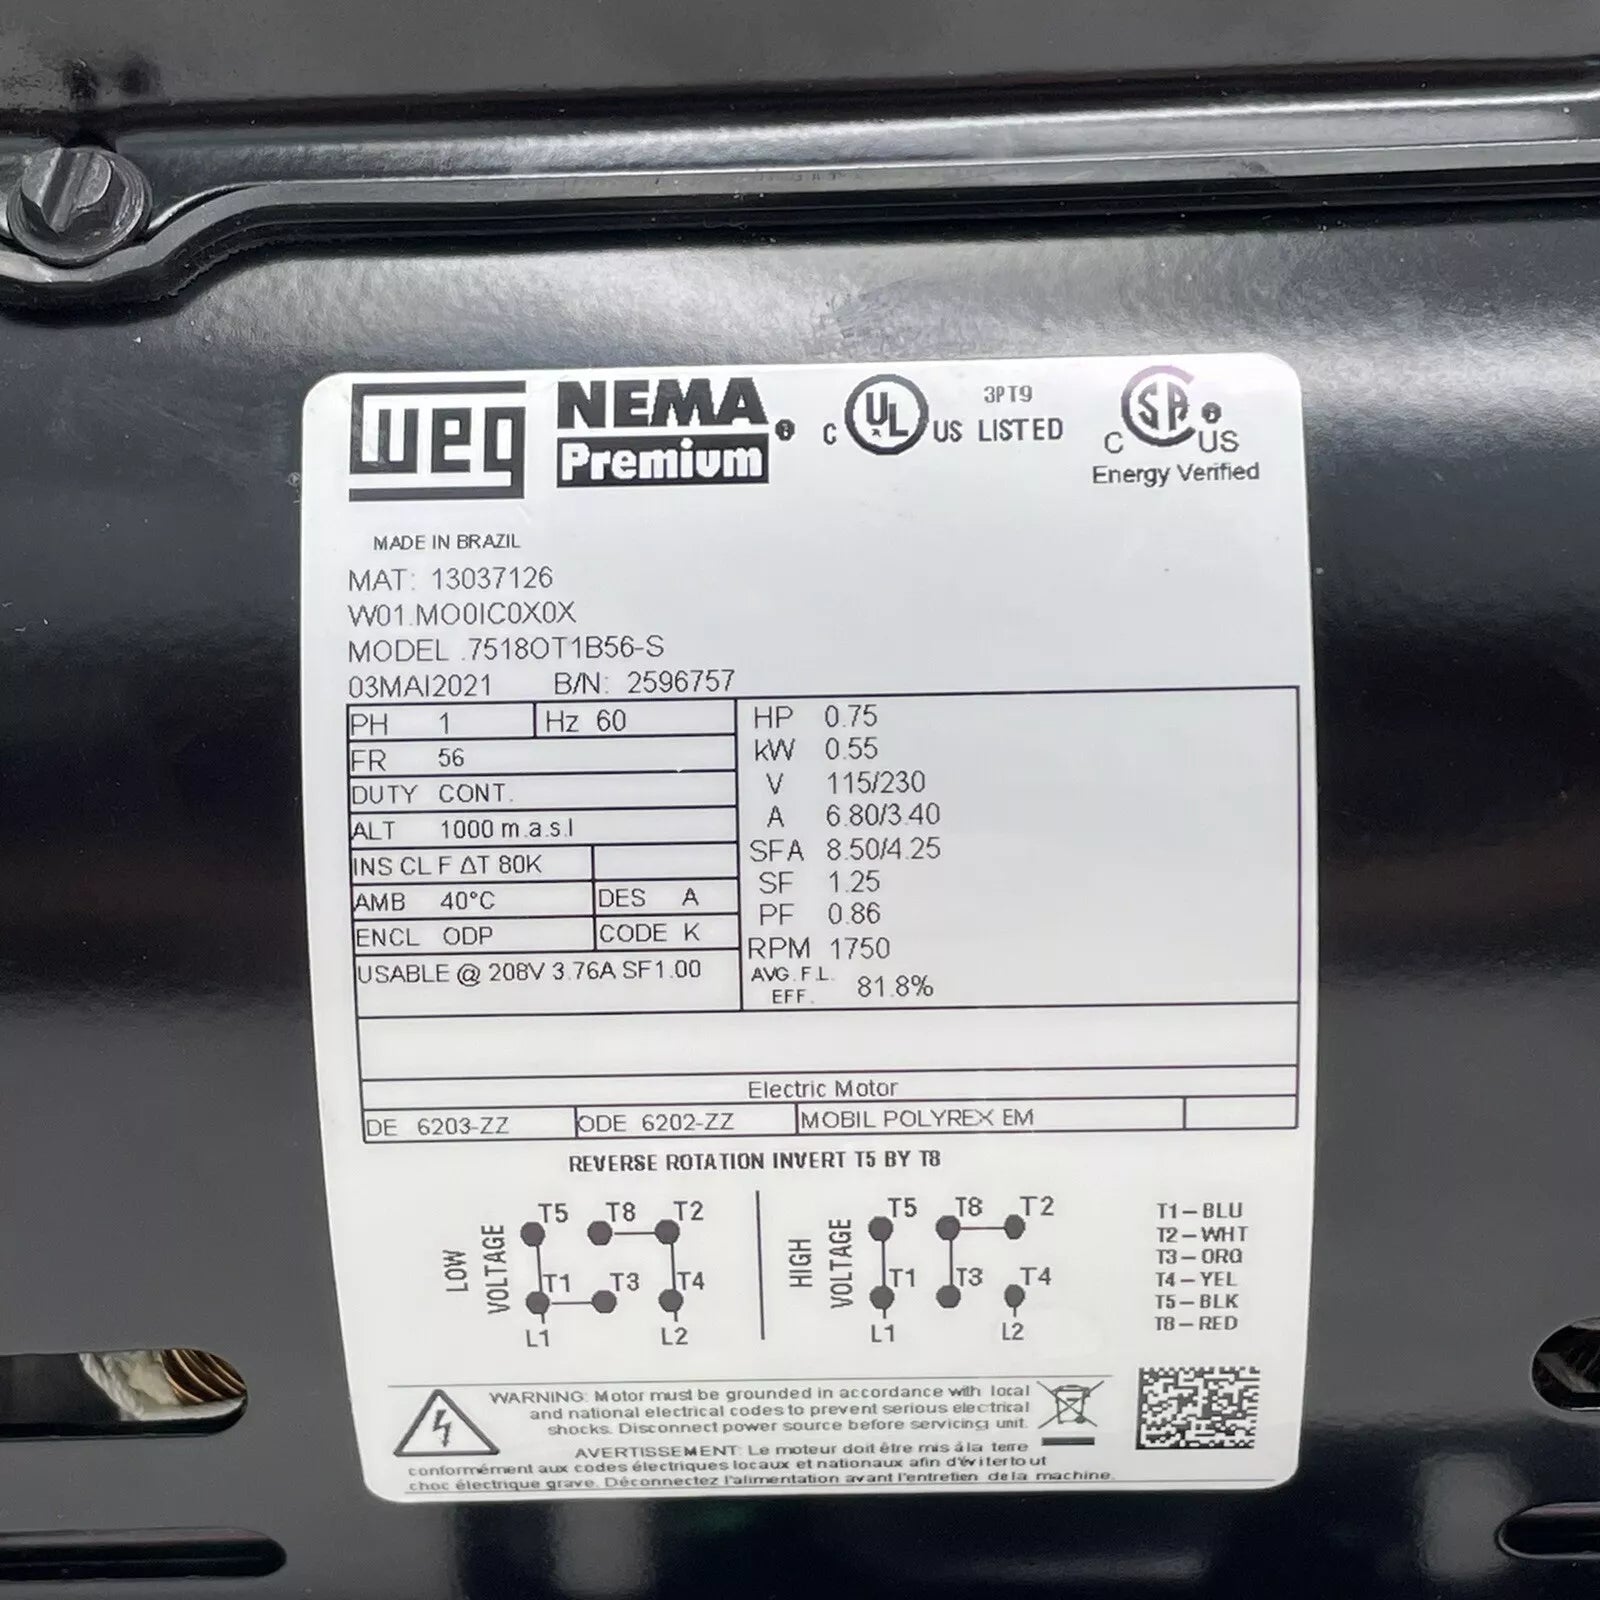 WEG NEMA Premium® C UL US LISTED 3PT9 C SA® US
Energy Verified
MADE IN BRAZIL
MAT: 13037126
W01.MO0IC0X0X
MODEL .7518OT1B56-S
03MAI2021 B/N: 2596757
PH 1 Hz 60
FR 56
DUTY CONT.
ALT 1000 m.a.s.l
INS CL F ΔT 80K
AMB 40°C DES A
ENCL ODP CODE K
USABLE @ 208V 3.76A SF1.00
HP 0.75
kW 0.55
V 115/230
A 6.80/3.40
SFA 8.50/4.25
SF 1.25
PF 0.86
RPM 1750
AVG. F.L.
EFF. 81.8%
Electric Motor
DE 6203-ZZ ODE 6202-ZZ MOBIL POLYREX EM
REVERSE ROTATION INVERT T5 BY T8
LOW
VOLTAGE
T5 T8 T2
T1 T3 T4
L1 L2
HIGH
VOLTAGE
T5 T8 T2
T1 T3 T4
L1 L2
T1–BLU
T2–WHT
T3–ORG
T4–YEL
T5–BLK
T8–RED
WARNING: Motor must be grounded in accordance with local
and national electrical codes to prevent serious electrical
shocks. Disconnect power source before servicing unit.
AVERTISSEMENT: Le moteur doit être mis à la terre
conformément aux codes électriques locaux et nationaux afin d'éviter tout
choc électrique grave. Déconnectez l'alimentation avant l'entretien de la machine.